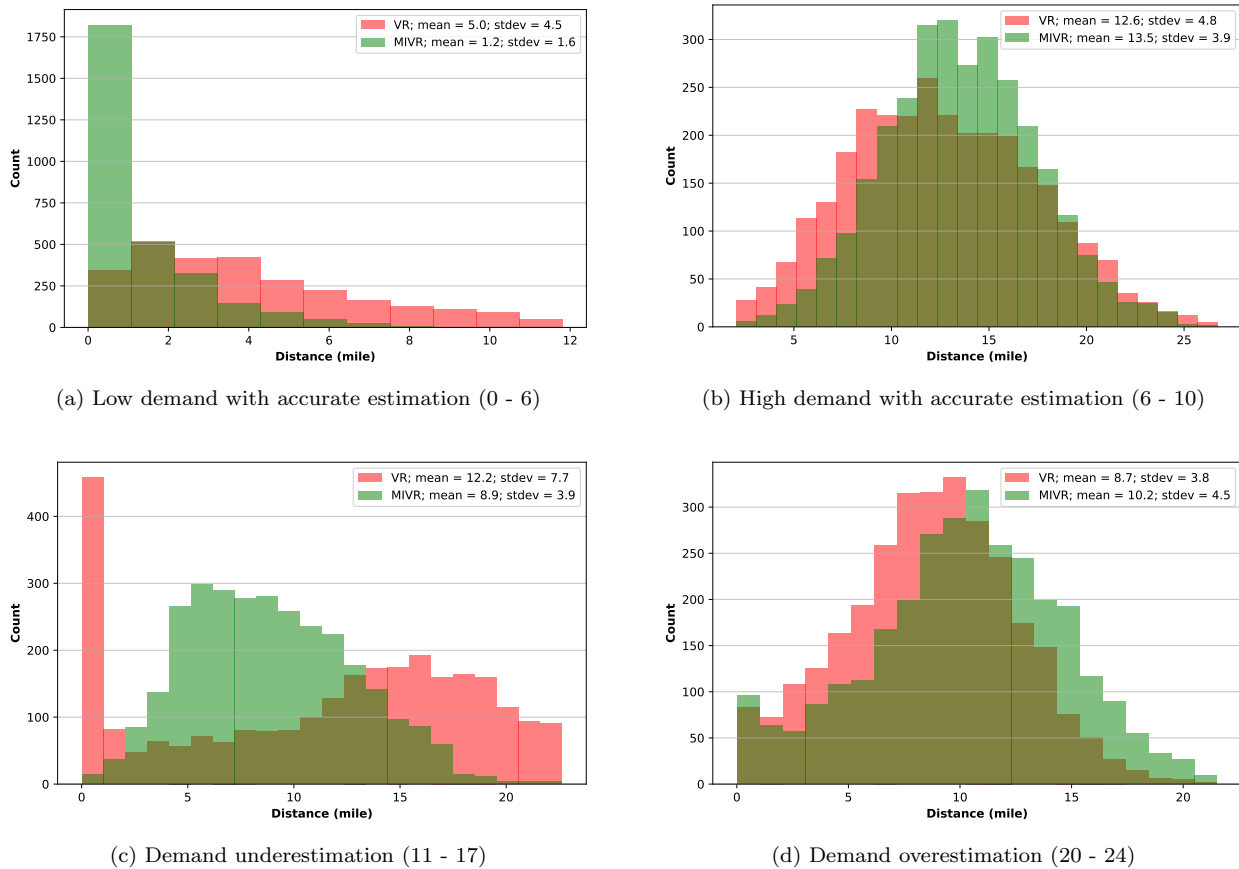 VR; mean = 5.0; stdev = 4.5
MIVR; mean = 1.2; stdev = 1.6
1750
1500
1250
1000
750
500
250
0
Count
0 2 4 6 8 10 12
Distance (mile)
(a) Low demand with accurate estimation (0 - 6)
VR; mean = 12.6; stdev = 4.8
MIVR; mean = 13.5; stdev = 3.9
300
250
200
150
100
50
0
Count
5 10 15 20 25
Distance (mile)
(b) High demand with accurate estimation (6 - 10)
VR; mean = 12.2; stdev = 7.7
MIVR; mean = 8.9; stdev = 3.9
400
300
200
100
0
Count
0 5 10 15 20
Distance (mile)
(c) Demand underestimation (11 - 17)
VR; mean = 8.7; stdev = 3.8
MIVR; mean = 10.2; stdev = 4.5
300
250
200
150
100
50
0
Count
0 5 10 15 20
Distance (mile)
(d) Demand overestimation (20 - 24)